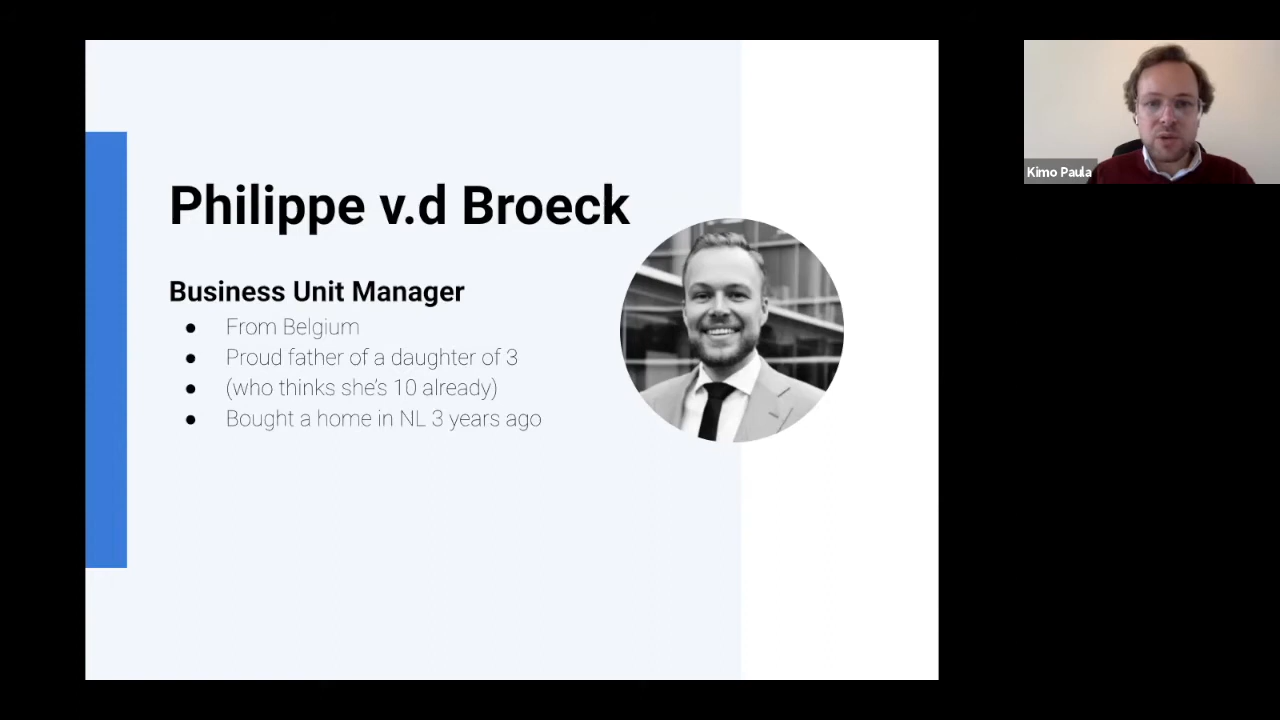 Philippe v.d Broeck
Business Unit Manager
● From Belgium
● Proud father of a daughter of 3
● (who thinks she's 10 already)
● Bought a home in NL 3 years ago
Kimo Paula